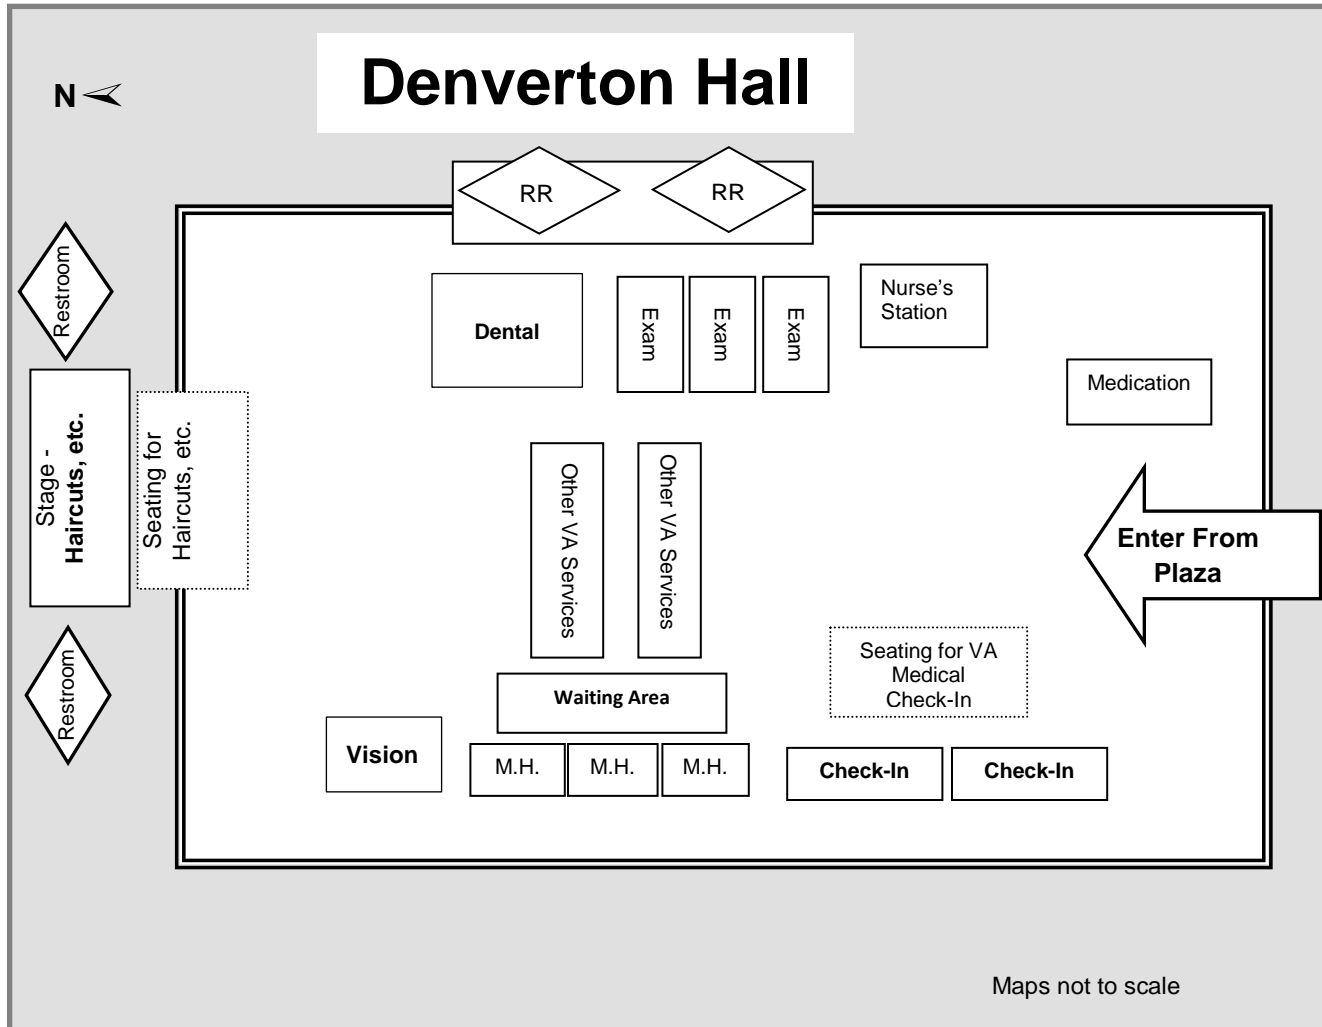 Denverton Hall
N
RR
RR
Restroom
Dental
Exam
Exam
Exam
Nurse's
Station
Medication
Stage -
Haircuts, etc.
Seating for
Haircuts, etc.
Other VA Services
Other VA Services
Enter From
Plaza
Seating for VA
Medical
Check-In
Restroom
Waiting Area
Vision
M.H.
M.H.
M.H.
Check-In
Check-In
Maps not to scale